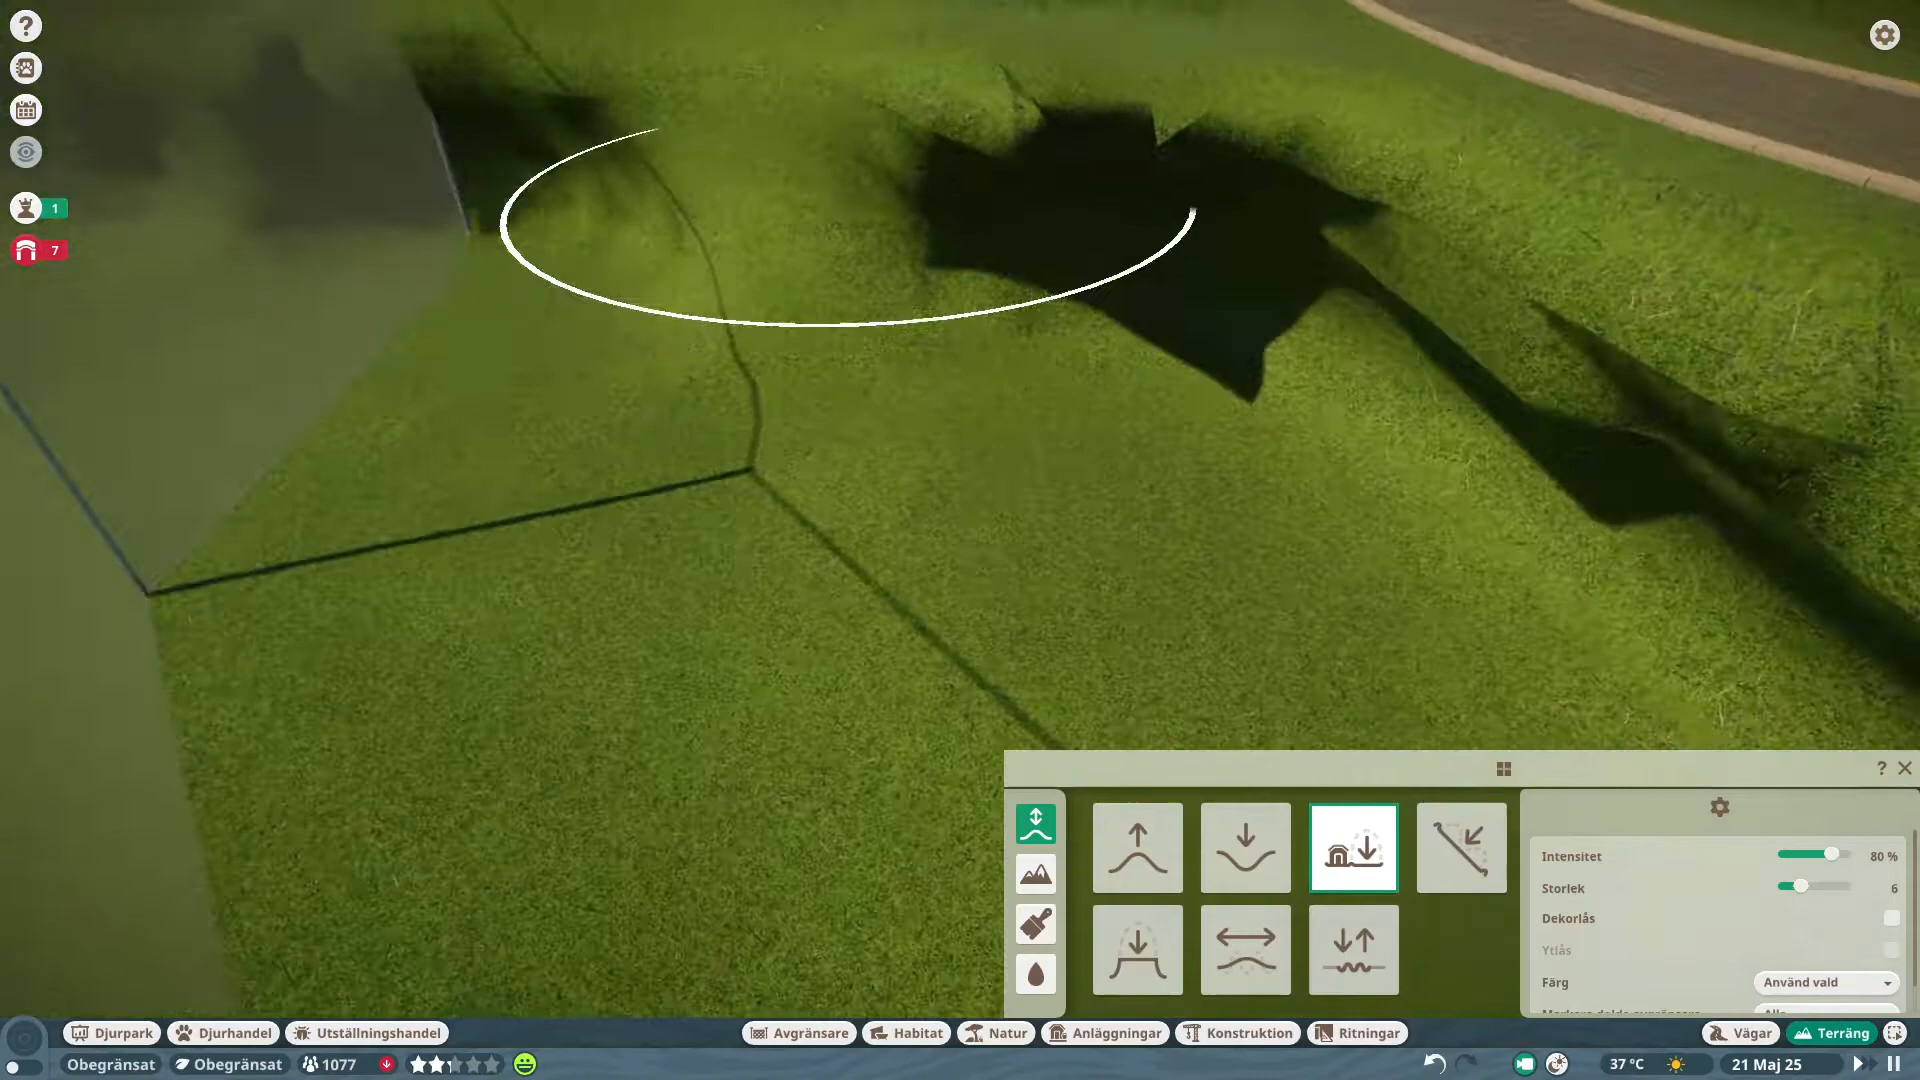 ?
1
7
? ×
Intensitet 80 %
Storlek 6
Dekorlås
Ytlås
Färg Använd vald
Djurpark Djurhandel Utställningshandel Avgränsare Habitat Natur Anläggningar Konstruktion Ritningar Vägar Terräng
Obegränsat Obegränsat 1077 37 °C 21 Maj 25